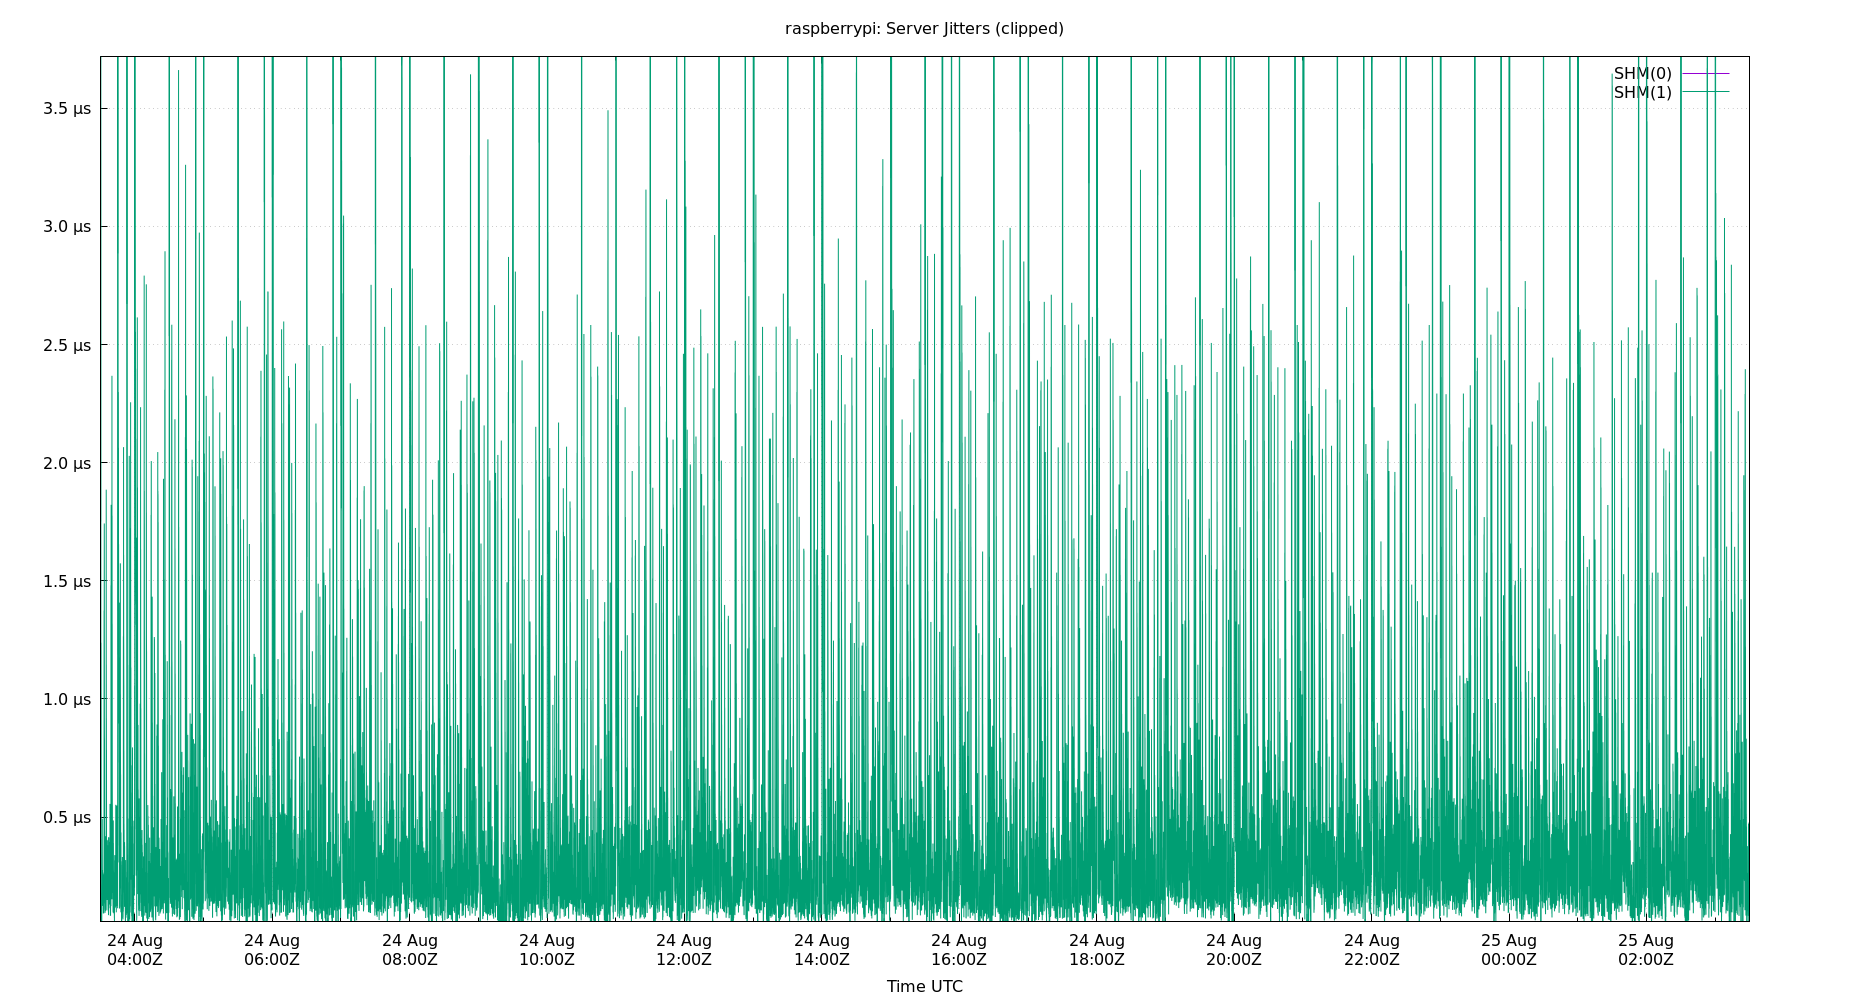 raspberrypi: Server Jitters (clipped)
SHM(0)
SHM(1)
3.5 μs
3.0 μs
2.5 μs
2.0 μs
1.5 μs
1.0 μs
0.5 μs
24 Aug 24 Aug 24 Aug 24 Aug 24 Aug 24 Aug 24 Aug 24 Aug 24 Aug 24 Aug 25 Aug 25 Aug
04:00Z 06:00Z 08:00Z 10:00Z 12:00Z 14:00Z 16:00Z 18:00Z 20:00Z 22:00Z 00:00Z 02:00Z
Time UTC